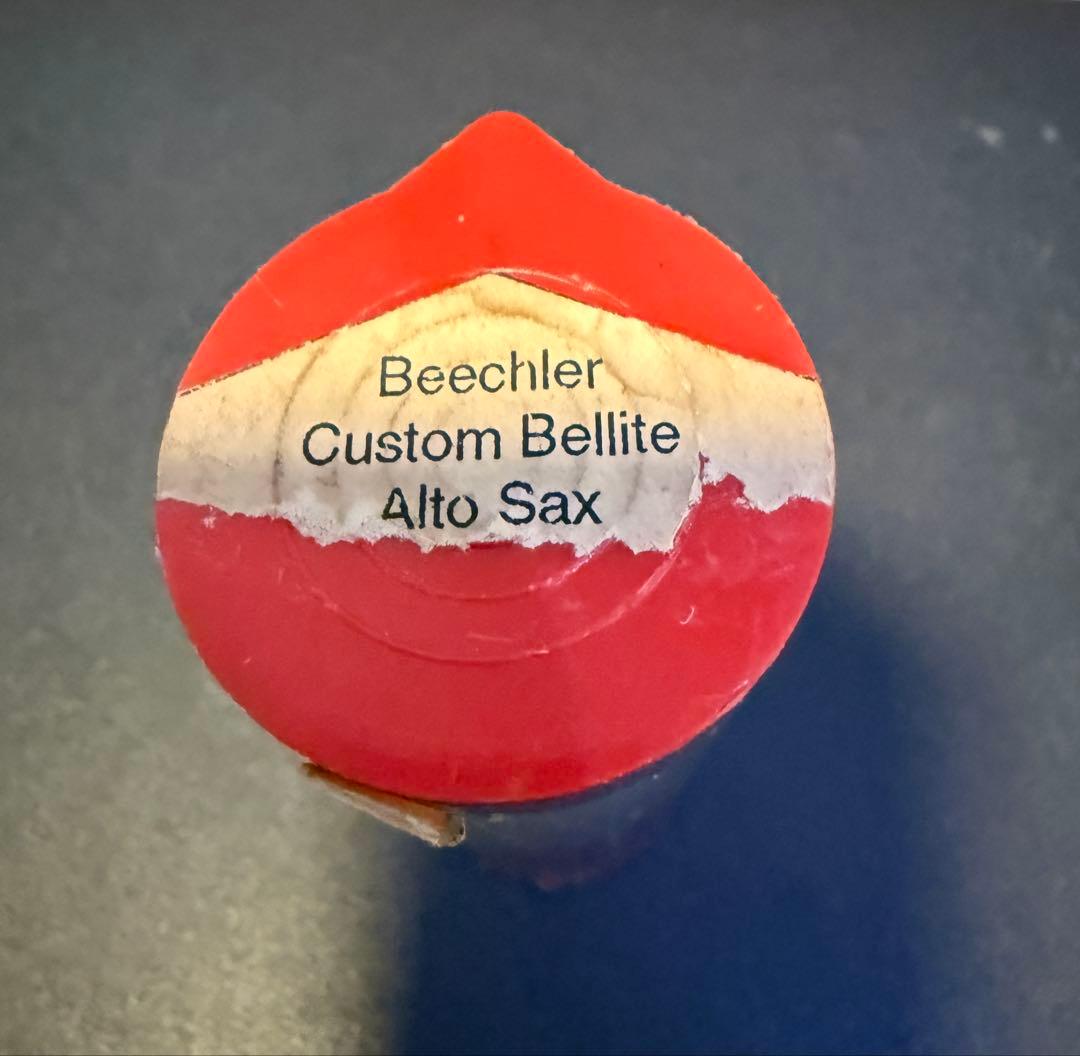 Beechler
Custom Bellite
Alto Sax